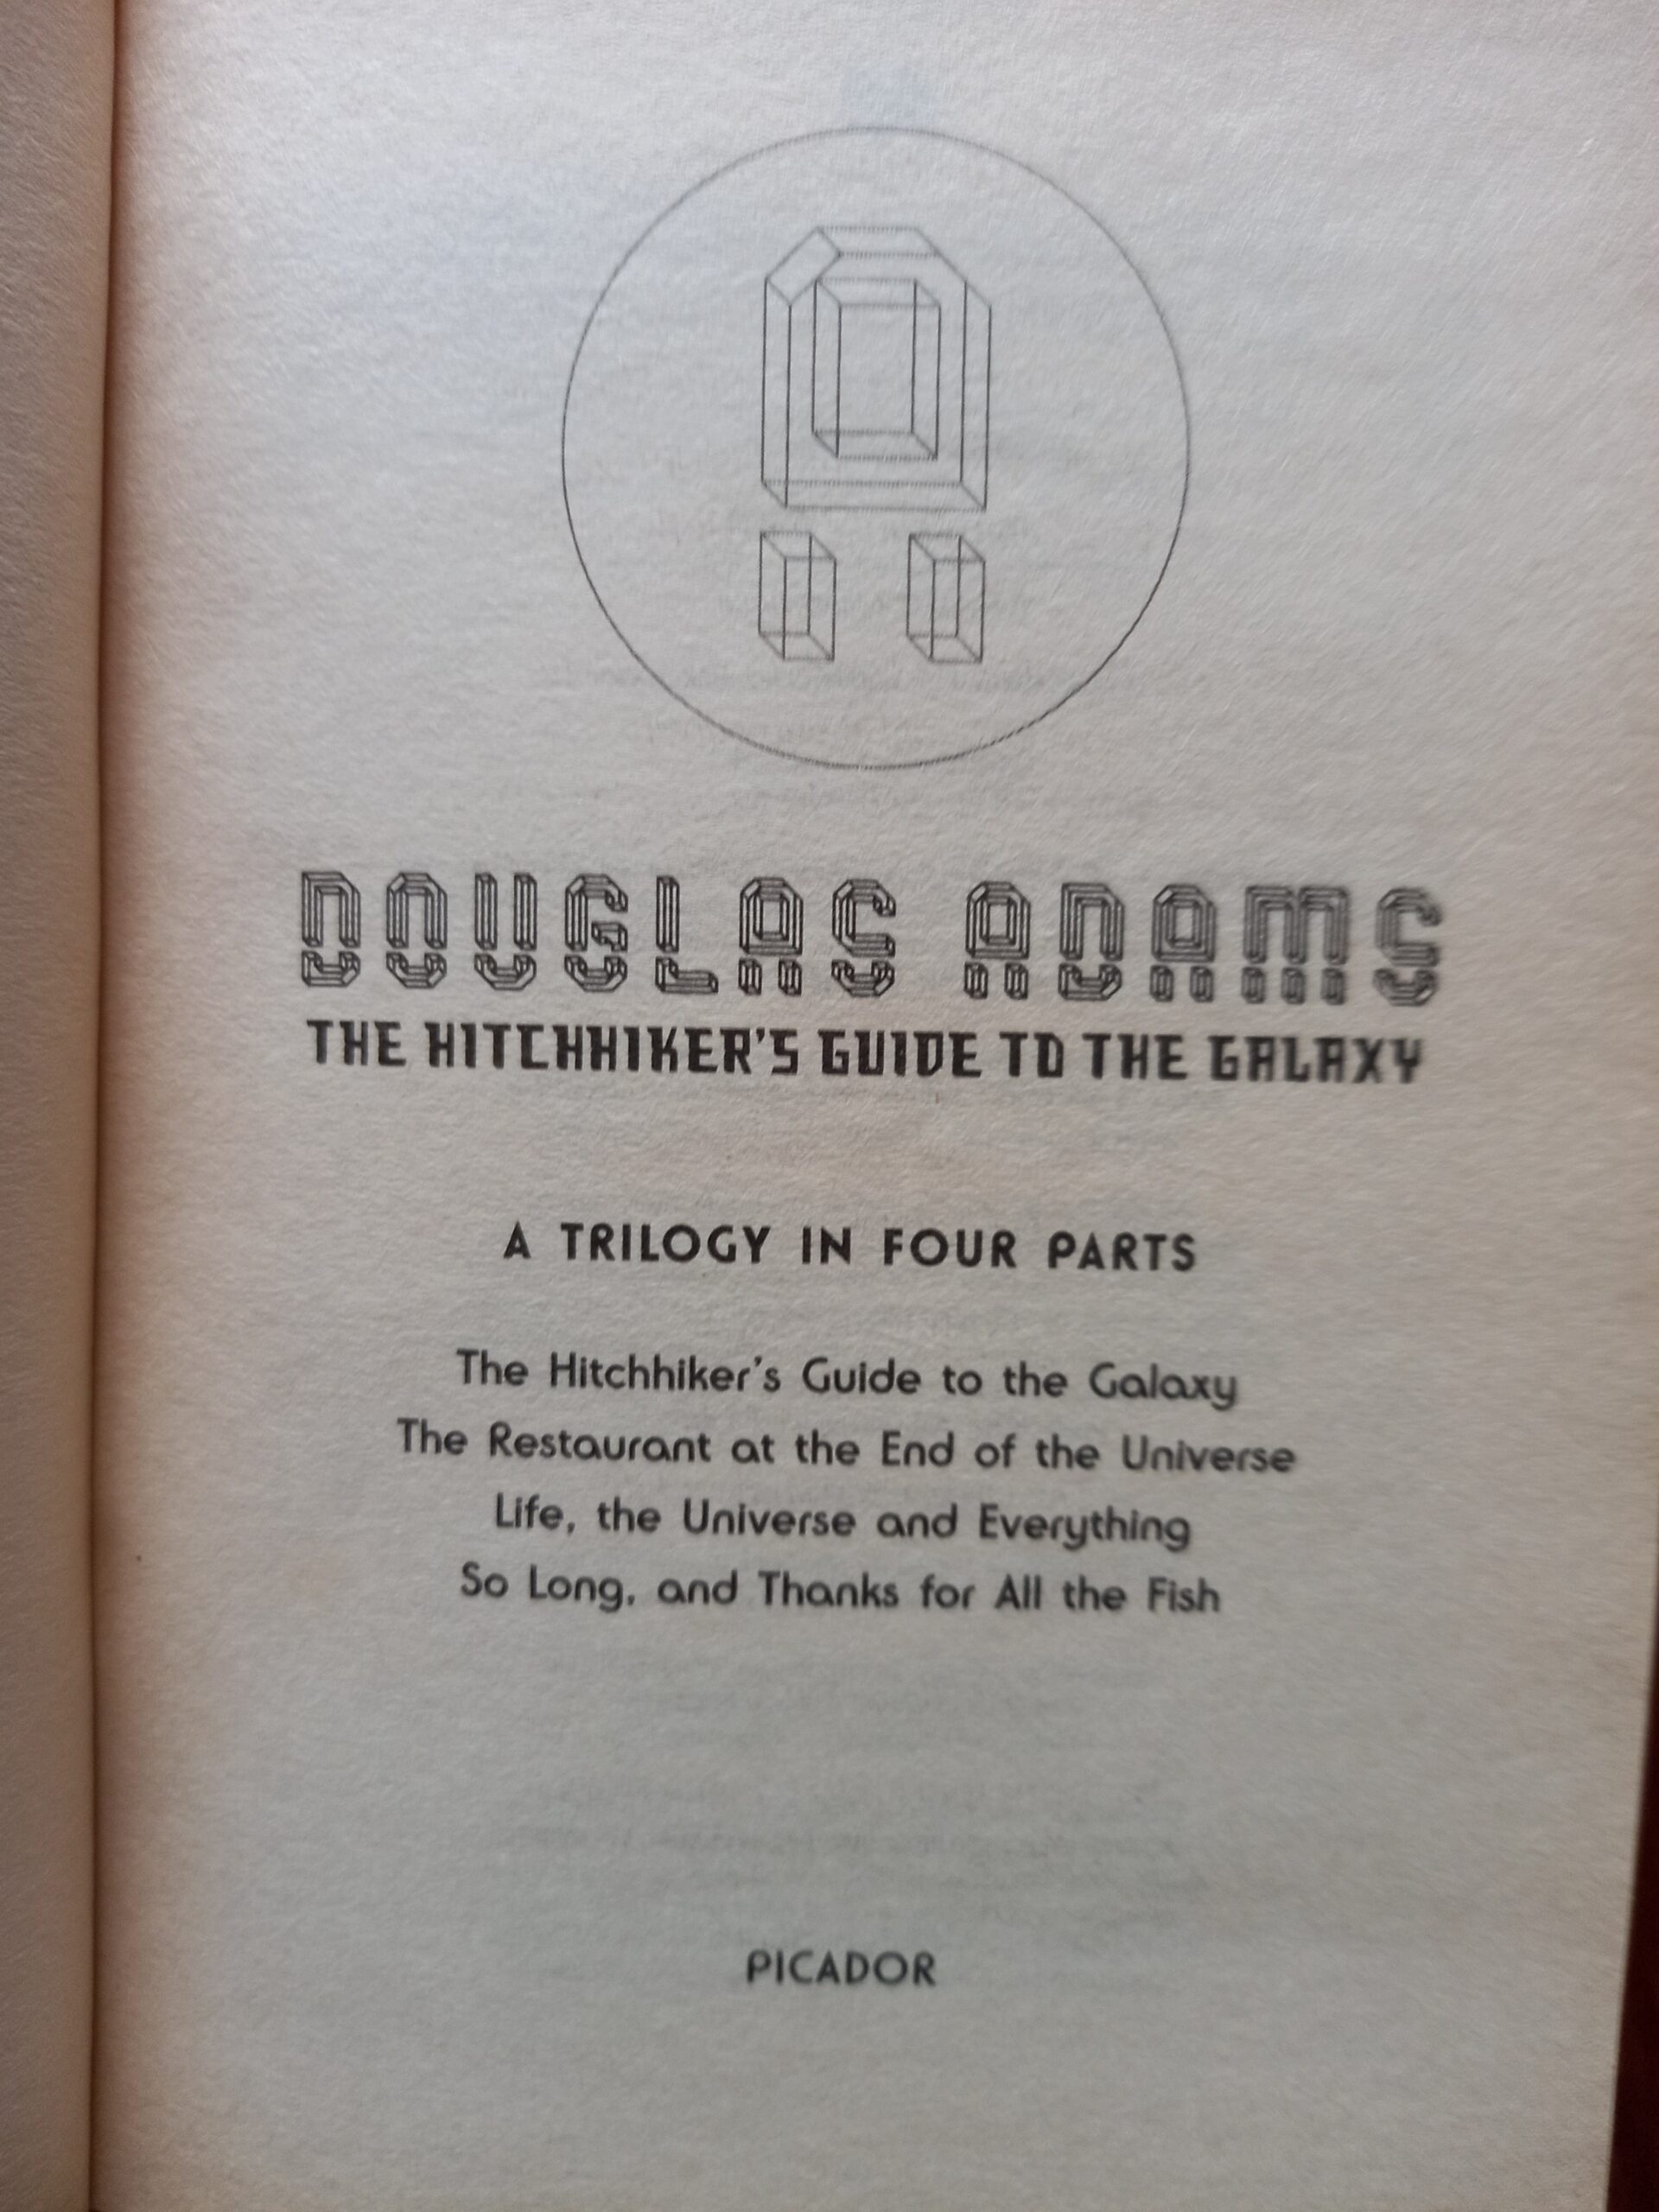 A
DOUGLAS ADAMS
THE HITCHHIKER'S GUIDE TO THE GALAXY
A TRILOGY IN FOUR PARTS
The Hitchhiker's Guide to the Galaxy
The Restaurant at the End of the Universe
Life, the Universe and Everything
So Long, and Thanks for All the Fish
PICADOR